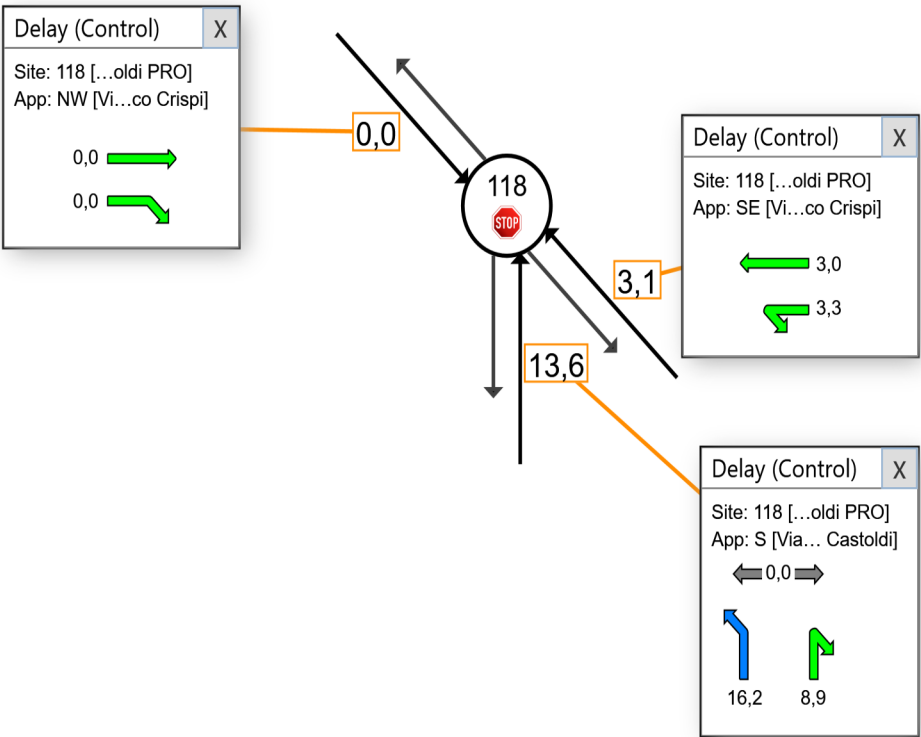 Delay (Control) X
Site: 118 […oldi PRO]
App: NW [Vi…co Crispi]
0,0
0,0
0,0
118
STOP
Delay (Control) X
Site: 118 […oldi PRO]
App: SE [Vi…co Crispi]
3,0
3,3
3,1
13,6
Delay (Control) X
Site: 118 […oldi PRO]
App: S [Via… Castoldi]
0,0
16,2 8,9